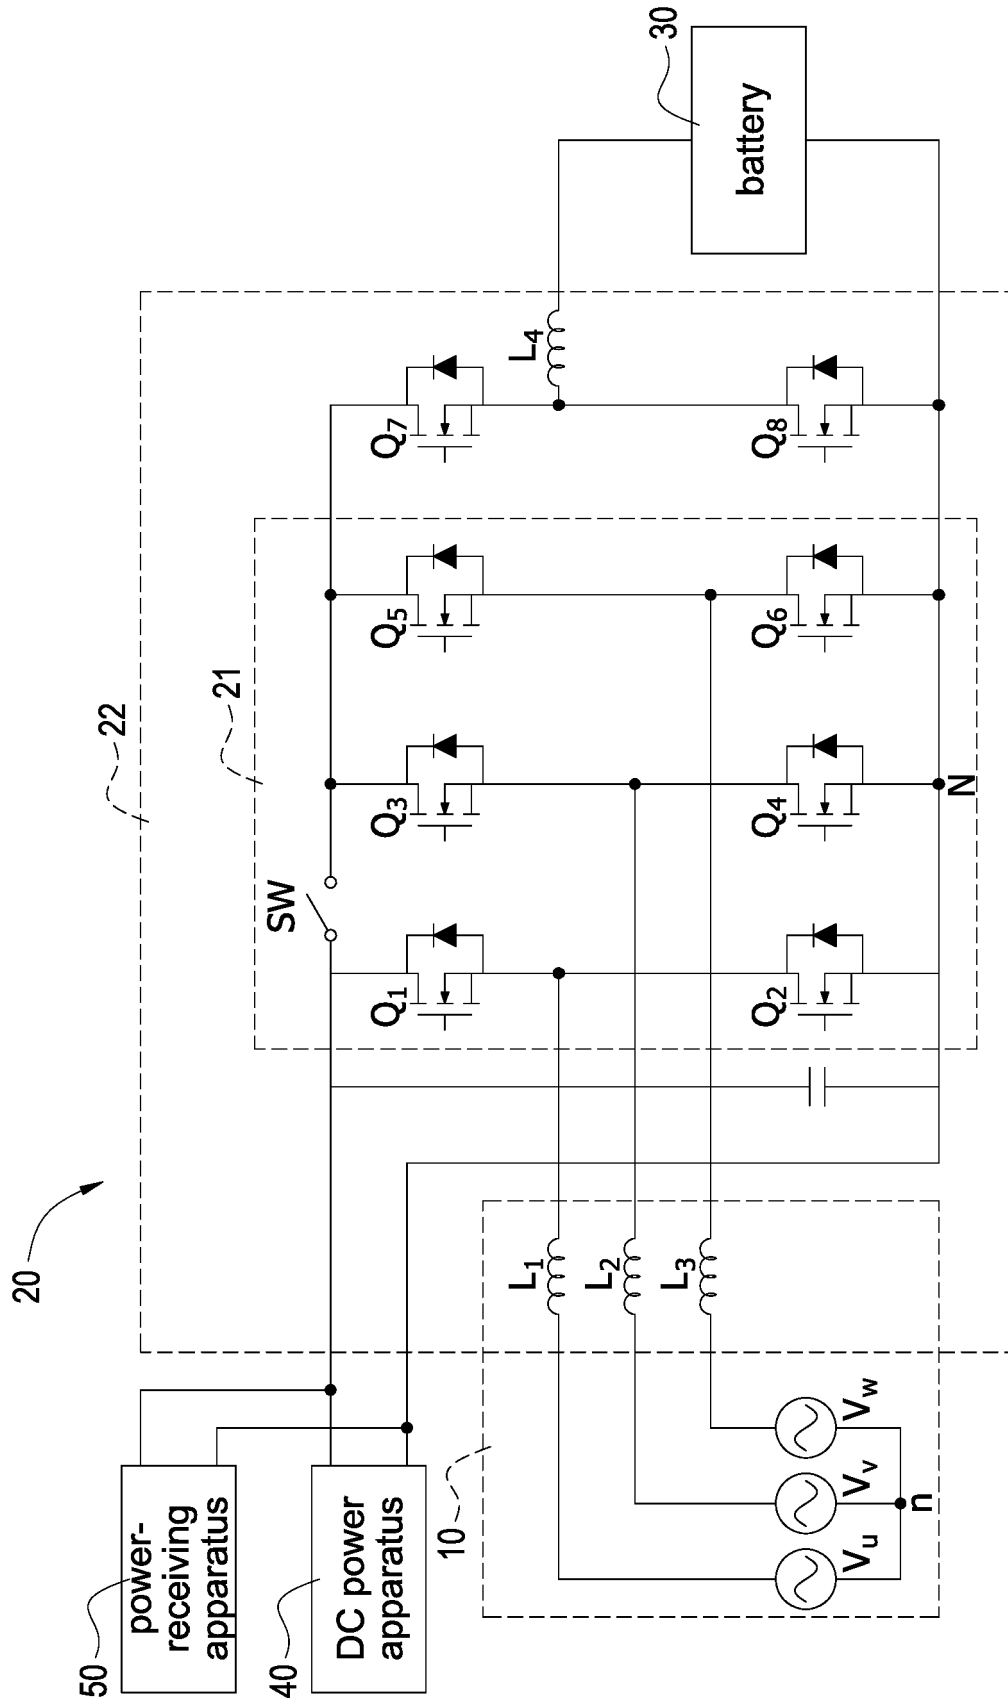 20
22
21
SW
Q1
Q3
Q5
Q7
L4
30
battery
Q2
Q4
Q6
Q8
N
50
power-
receiving
apparatus
40
DC power
apparatus
10
L1
L2
L3
Vu
Vv
Vw
n